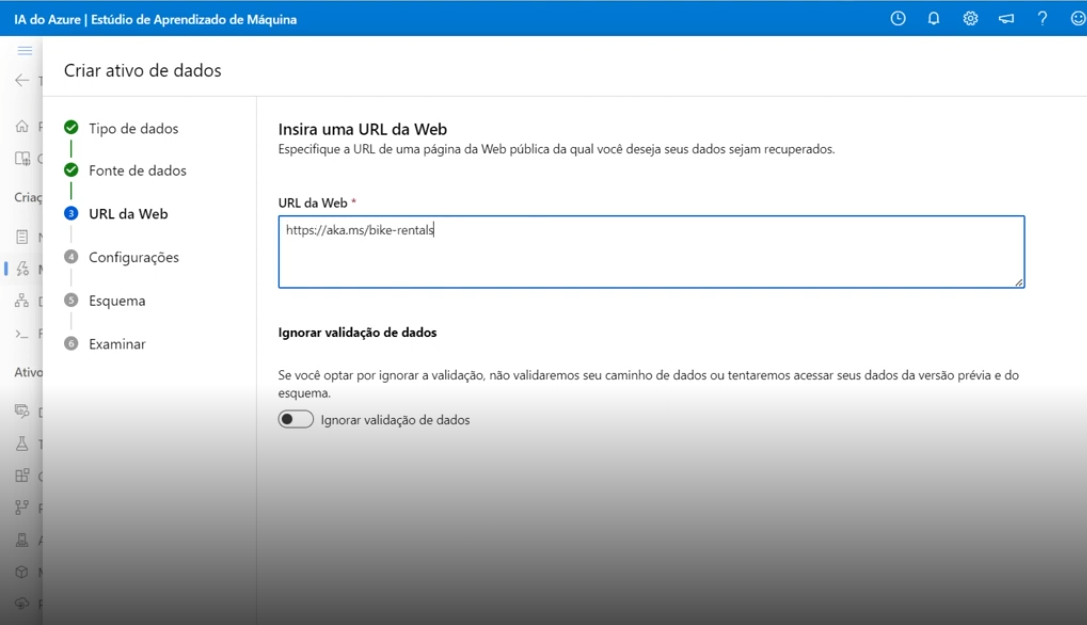 IA do Azure | Estúdio de Aprendizado de Máquina
Criar ativo de dados
Tipo de dados
Fonte de dados
3 URL da Web
4 Configurações
5 Esquema
6 Examinar
Criaç
Ativo
Insira uma URL da Web
Especifique a URL de uma página da Web pública da qual você deseja seus dados sejam recuperados.
URL da Web *
https://aka.ms/bike-rentals
Ignorar validação de dados
Se você optar por ignorar a validação, não validaremos seu caminho de dados ou tentaremos acessar seus dados da versão prévia e do
esquema.
Ignorar validação de dados